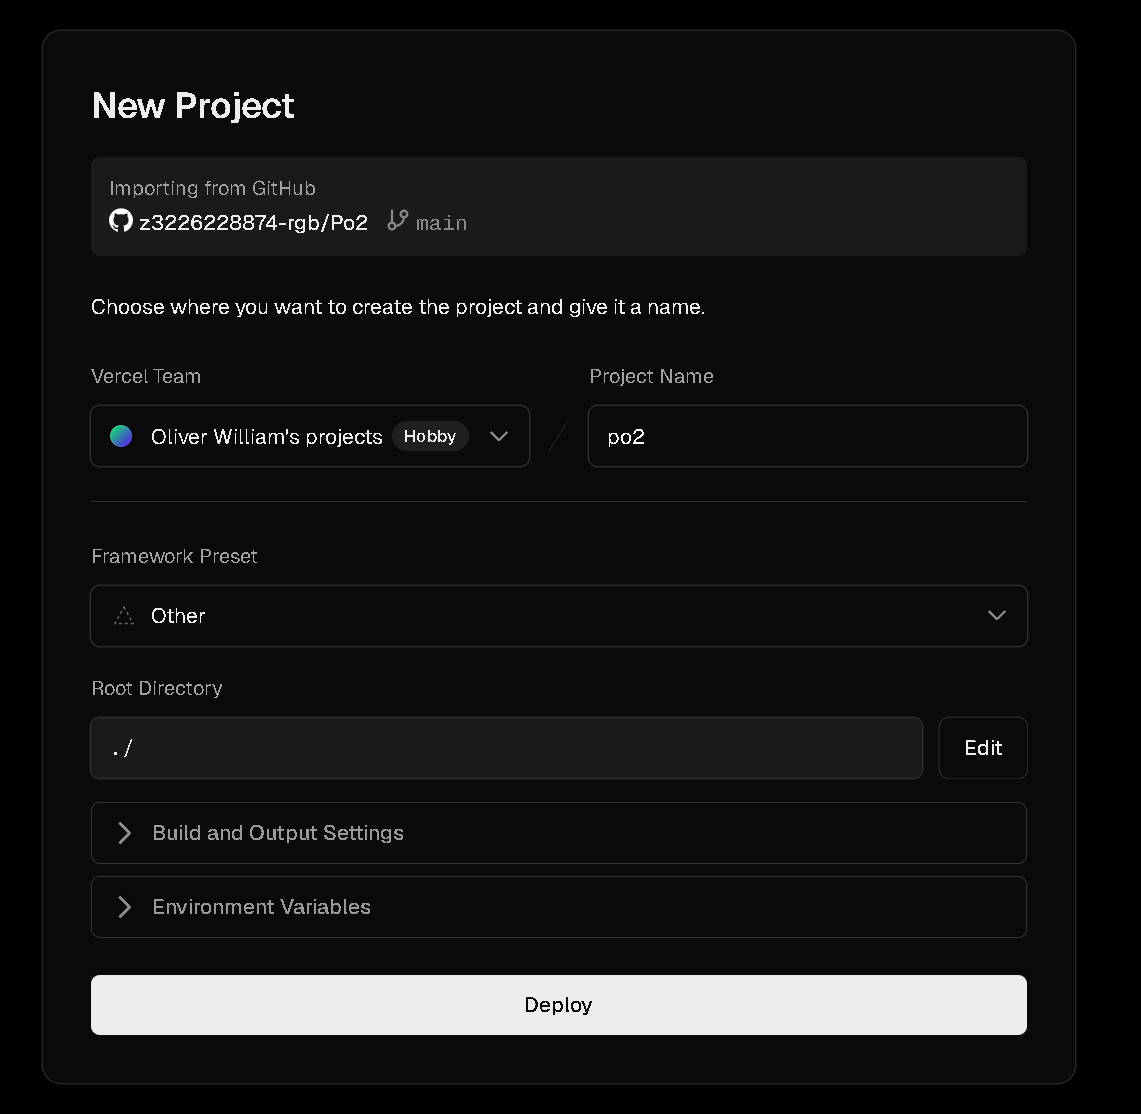 New Project
Importing from GitHub
z3226228874-rgb/Po2 main
Choose where you want to create the project and give it a name.
Vercel Team
Project Name
Oliver William's projects Hobby
/
po2
Framework Preset
Other
Root Directory
./
Edit
Build and Output Settings
Environment Variables
Deploy